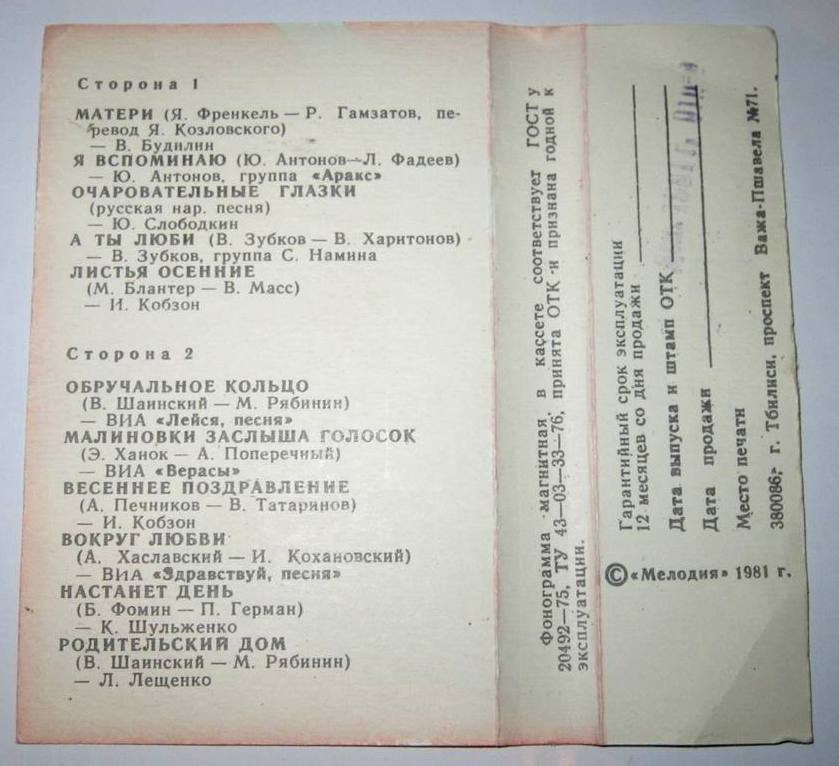 Сторона 1
МАТЕРИ (Я. Френкель — Р. Гамзатов, пе-
ревод Я. Козловского)
— В. Будилин
Я ВСПОМИНАЮ (Ю. Антонов—Л. Фадеев)
— Ю. Антонов, группа «Аракс»
ОЧАРОВАТЕЛЬНЫЕ ГЛАЗКИ
(русская нар. песня)
— Ю. Слободкин
А ТЫ ЛЮБИ (В. Зубков — В. Харитонов)
— В. Зубков, группа С. Намина
ЛИСТЬЯ ОСЕННИЕ
(М. Блантер — В. Масс)
— И. Кобзон
Сторона 2
ОБРУЧАЛЬНОЕ КОЛЬЦО
(В. Шаинский — М. Рябинин)
— ВИА «Лейся, песня»
МАЛИНОВКИ ЗАСЛЫША ГОЛОСОК
(Э. Ханок — А. Поперечный)
— ВИА «Верасы»
ВЕСЕННЕЕ ПОЗДРАВЛЕНИЕ
(А. Печников — В. Татаринов)
— И. Кобзон
ВОКРУГ ЛЮБВИ
(А. Хаславский — И. Кохановский)
— ВИА «Здравствуй, песня»
НАСТАНЕТ ДЕНЬ
(Б. Фомин — П. Герман)
— К. Шульженко
РОДИТЕЛЬСКИЙ ДОМ
(В. Шаинский — М. Рябинин)
— Л. Лещенко
Фонограмма магнитная в кассете соответствует ГОСТ у
20492—75, ТУ 43—03—33—76, принята ОТК и признана годной к
эксплуатации.
Гарантийный срок эксплуатации
12 месяцев со дня продажи
Дата выпуска и штамп ОТК
Дата продажи
Место печати
380086, г. Тбилиси, проспект Важа-Пшавела №71.
©«Мелодия» 1981 г.